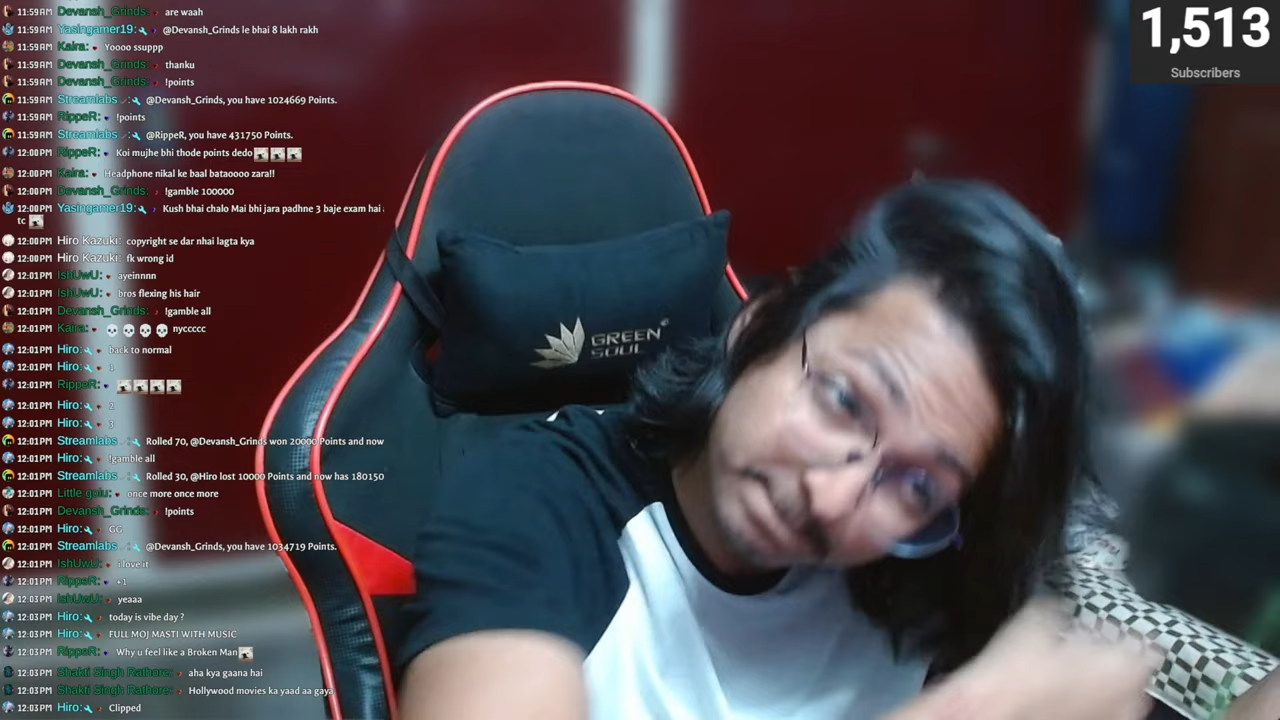 11:59AM Devansh_Grinds: are waah
11:59AM Yasingamer19: @Devansh_Grinds le bhai 8 lakh rakh
11:59AM Kaira: Yoooo ssuppp
11:59AM Devansh_Grinds: thanku
11:59AM Devansh_Grinds: !points
11:59AM Streamlabs : @Devansh_Grinds, you have 1024669 Points.
11:59AM RippeR: !points
11:59AM Streamlabs : @RippeR, you have 431750 Points.
12:00PM RippeR: Koi mujhe bhi thode points dedo
12:00PM Kaira: Headphone nikal ke baal bataoooo zara!!
12:00PM Devansh_Grinds: !gamble 100000
12:00PM Yasingamer19: Kush bhai chalo Mai bhi jara padhne 3 baje exam hai
tc
12:00PM Hiro Kazuki: copyright se dar nhai lagta kya
12:00PM Hiro Kazuki: fk wrong id
12:01PM IshUwU: ayeinnnn
12:01PM IshUwU: bros flexing his hair
12:01PM Devansh_Grinds: !gamble all
12:01PM Kaira: nyccccc
12:01PM Hiro: back to normal
12:01PM Hiro: 1
12:01PM RippeR:
12:01PM Hiro: 2
12:01PM Hiro: 3
12:01PM Streamlabs : Rolled 70, @Devansh_Grinds won 20000 Points and now
12:01PM Hiro: !gamble all
12:01PM Streamlabs : Rolled 30, @Hiro lost 10000 Points and now has 180150
12:01PM Little golu: once more once more
12:01PM Devansh_Grinds: !points
12:01PM Hiro: GG
12:01PM Streamlabs : @Devansh_Grinds, you have 1034719 Points.
12:01PM IshUwU: i love it
12:01PM RippeR: +1
12:03PM IshUwU: yeaaa
12:03PM Hiro: today is vibe day ?
12:03PM Hiro: FULL MOJ MASTI WITH MUSIC
12:03PM RippeR: Why u feel like a Broken Man
12:03PM Shakti Singh Rathore: aha kya gaana hai
12:03PM Shakti Singh Rathore: Hollywood movies ka yaad aa gaya
12:03PM Hiro: Clipped
1,513
Subscribers
GREEN
SOUL